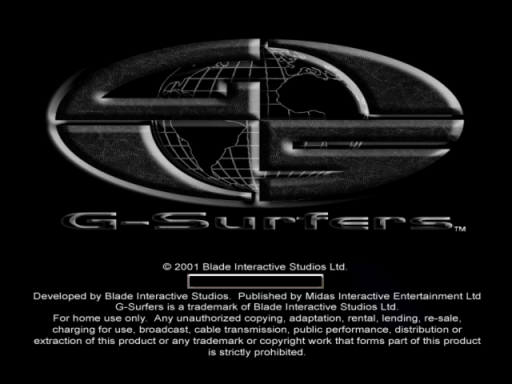 G-Surfers™
© 2001 Blade Interactive Studios Ltd.
Developed by Blade Interactive Studios. Published by Midas Interactive Entertainment Ltd
G-Surfers is a trademark of Blade Interactive Studios Ltd.
For home use only. Any unauthorized copying, adaptation, rental, lending, re-sale,
charging for use, broadcast, cable transmission, public performance, distribution or
extraction of this product or any trademark or copyright work that forms part of this product
is strictly prohibited.